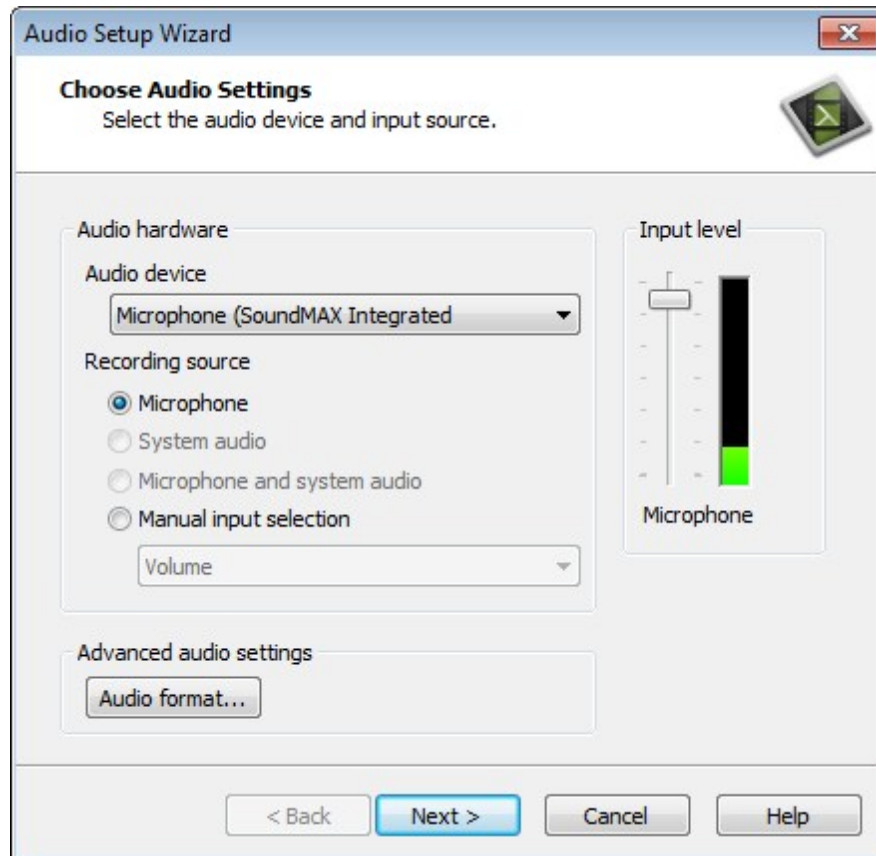 Audio Setup Wizard
Choose Audio Settings
Select the audio device and input source.
Audio hardware
Audio device
Microphone (SoundMAX Integrated
Recording source
Microphone
System audio
Microphone and system audio
Manual input selection
Volume
Input level
Microphone
Advanced audio settings
Audio format...
< Back
Next >
Cancel
Help